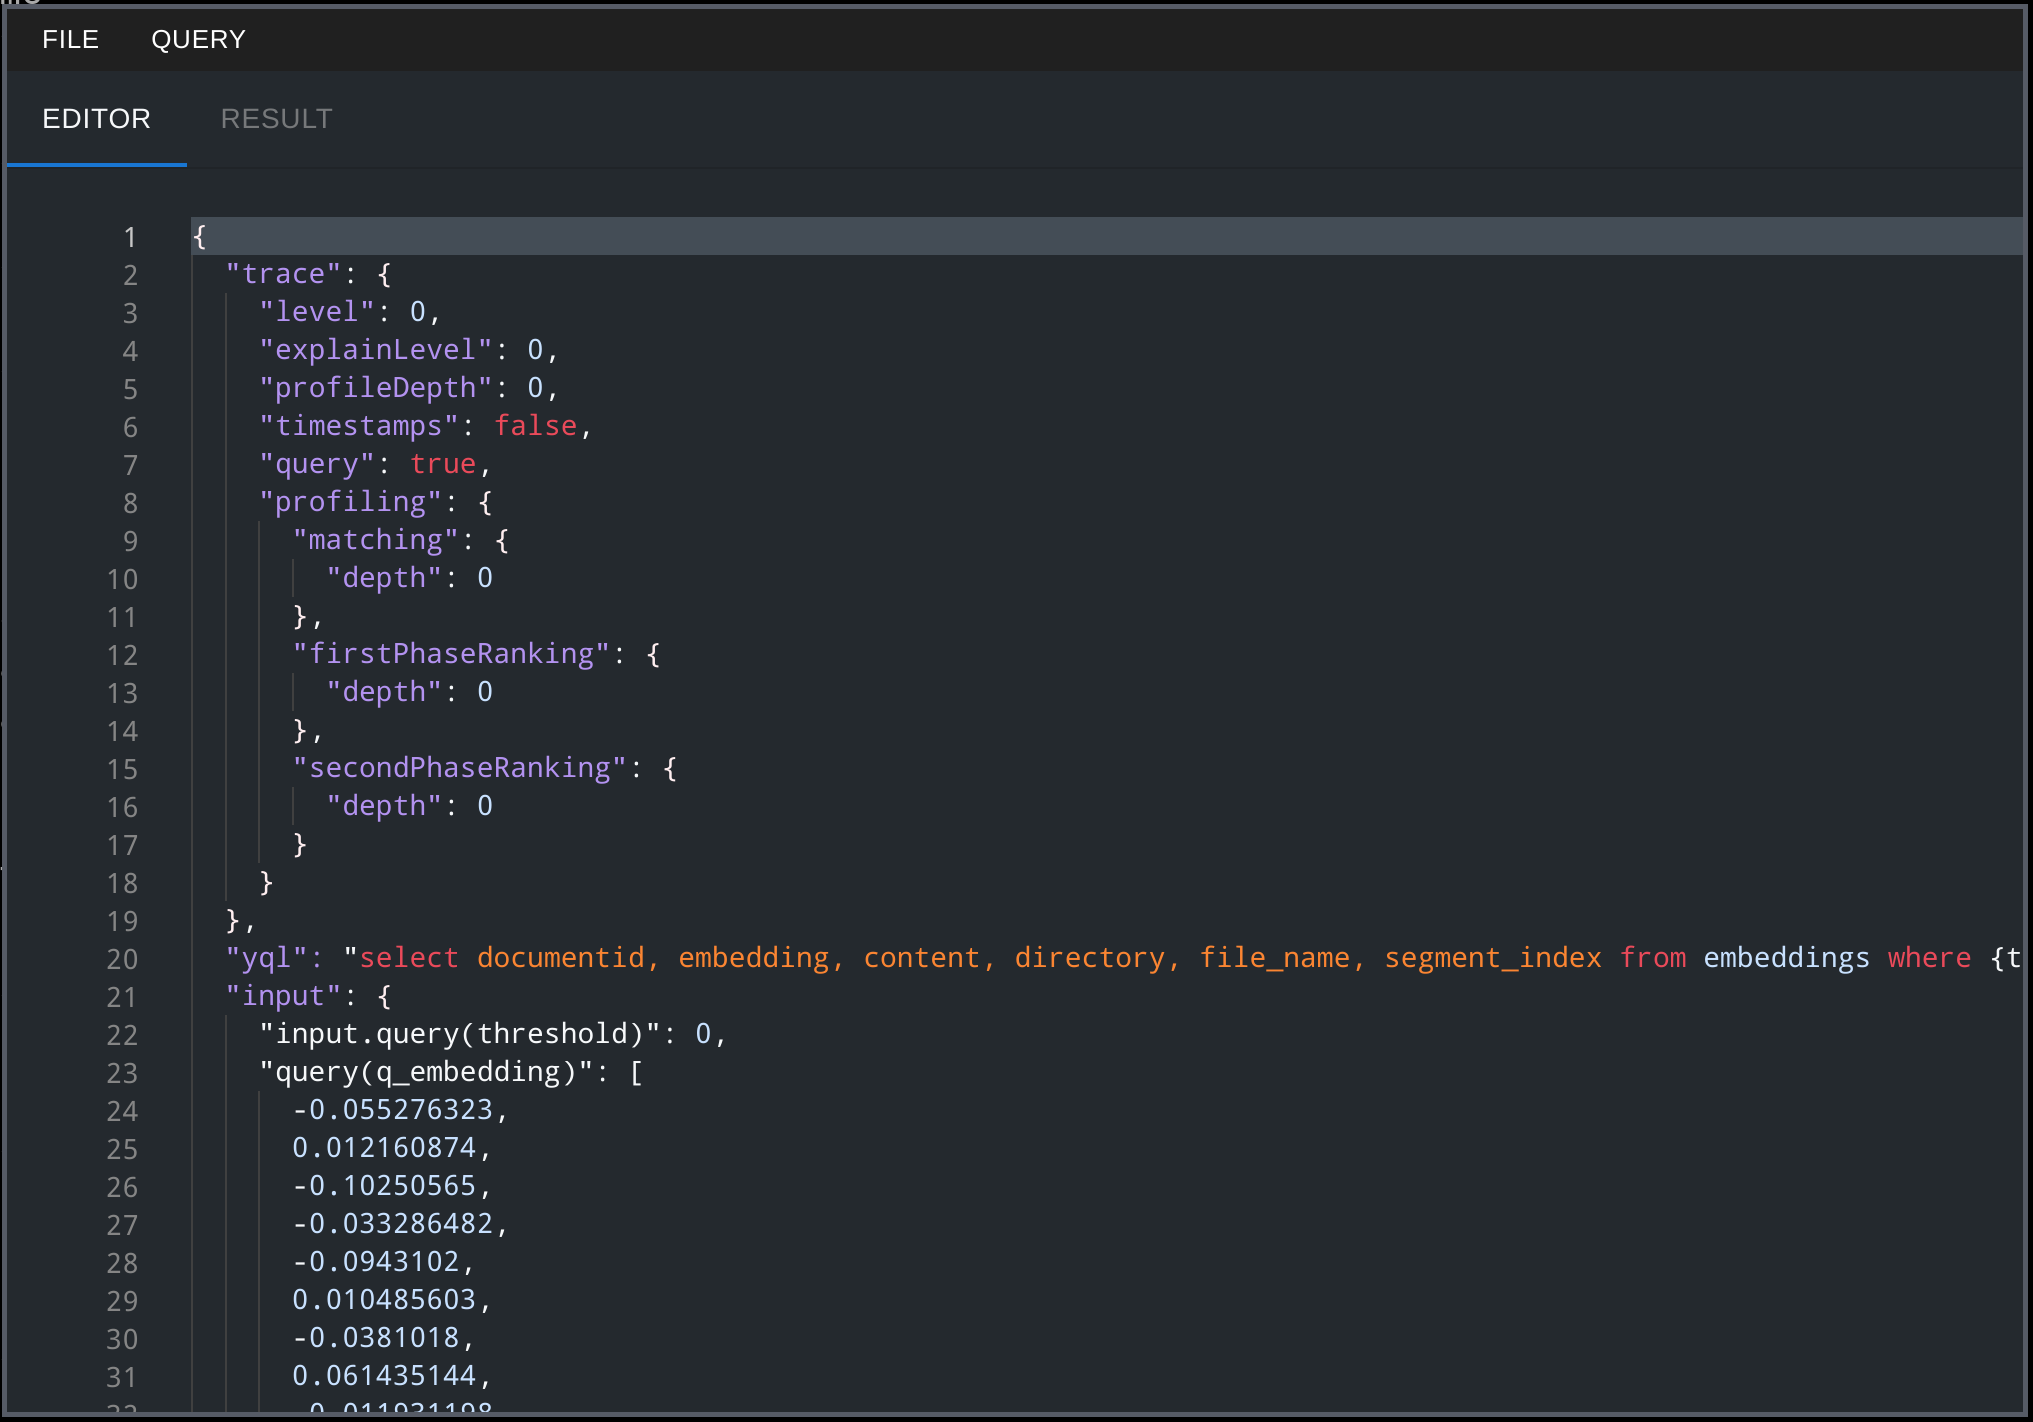 FILE QUERY
EDITOR RESULT
1 {
2 "trace": {
3 "level": 0,
4 "explainLevel": 0,
5 "profileDepth": 0,
6 "timestamps": false,
7 "query": true,
8 "profiling": {
9 "matching": {
10 "depth": 0
11 },
12 "firstPhaseRanking": {
13 "depth": 0
14 },
15 "secondPhaseRanking": {
16 "depth": 0
17 }
18 }
19 },
20 "yql": "select documentid, embedding, content, directory, file_name, segment_index from embeddings where {t
21 "input": {
22 "input.query(threshold)": 0,
23 "query(q_embedding)": [
24 -0.055276323,
25 0.012160874,
26 -0.10250565,
27 -0.033286482,
28 -0.0943102,
29 0.010485603,
30 -0.0381018,
31 0.061435144,